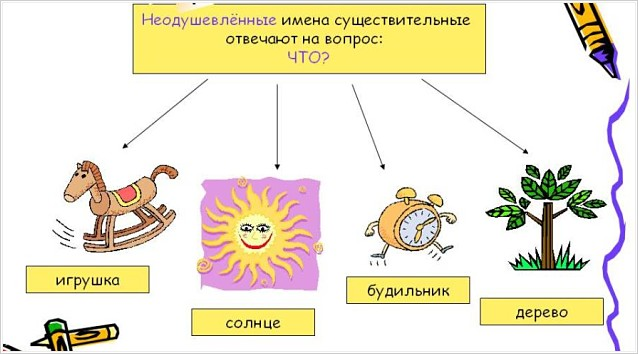 Неодушевлённые имена существительные
отвечают на вопрос:
ЧТО?
игрушка
солнце
будильник
дерево